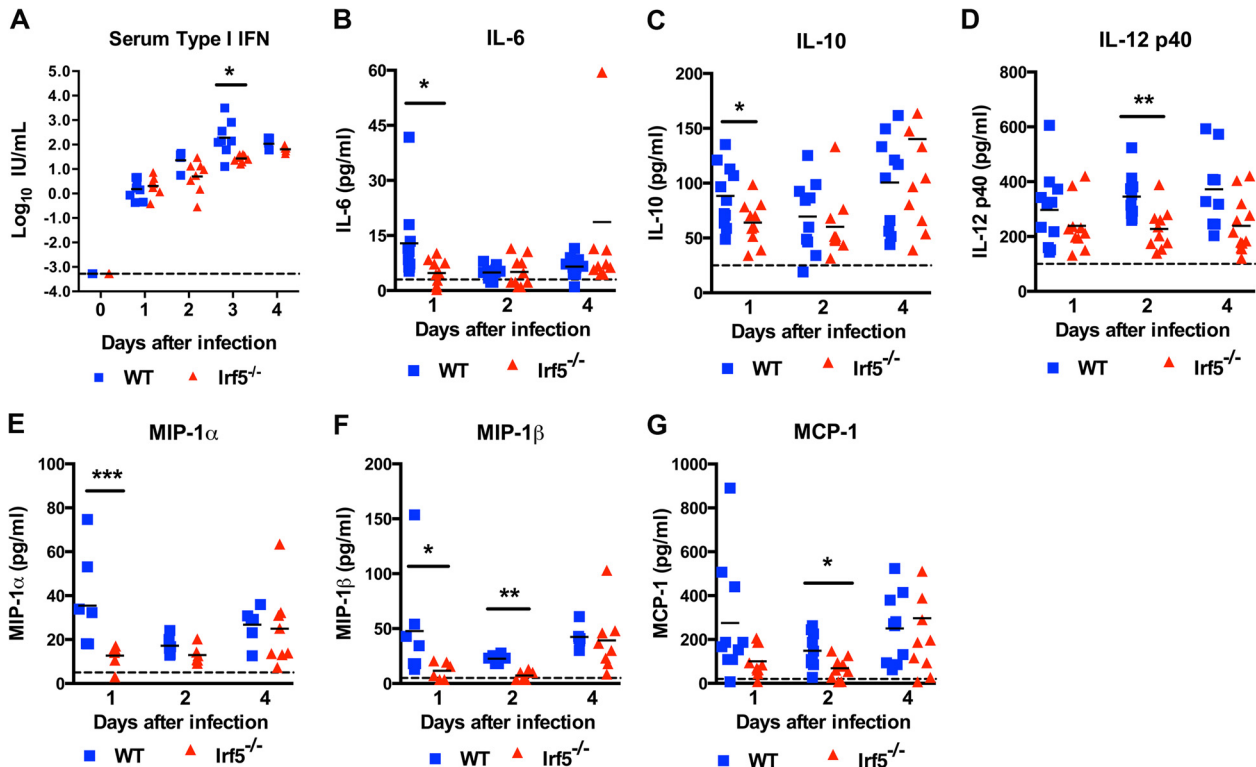 A
Serum Type I IFN
5.0
4.0
3.0
2.0
1.0
0.0
-1.0
-2.0
-3.0
-4.0
Log10 IU/mL
*
0 1 2 3 4
Days after infection
WT Irf5-/-
B
IL-6
60
45
30
15
0
IL-6 (pg/ml)
*
1 2 4
Days after infection
WT Irf5-/-
C
IL-10
200
150
100
50
0
IL-10 (pg/ml)
*
1 2 4
Days after infection
WT Irf5-/-
D
IL-12 p40
800
600
400
200
0
IL-12 p40 (pg/ml)
**
1 2 4
Days after infection
WT Irf5-/-
E
MIP-1α
100
80
60
40
20
0
MIP-1α (pg/ml)
***
1 2 4
Days after infection
WT Irf5-/-
F
MIP-1β
200
150
100
50
0
MIP-1β (pg/ml)
*
**
1 2 4
Days after infection
WT Irf5-/-
G
MCP-1
1000
800
600
400
200
0
MCP-1 (pg/ml)
*
1 2 4
Days after infection
WT Irf5-/-